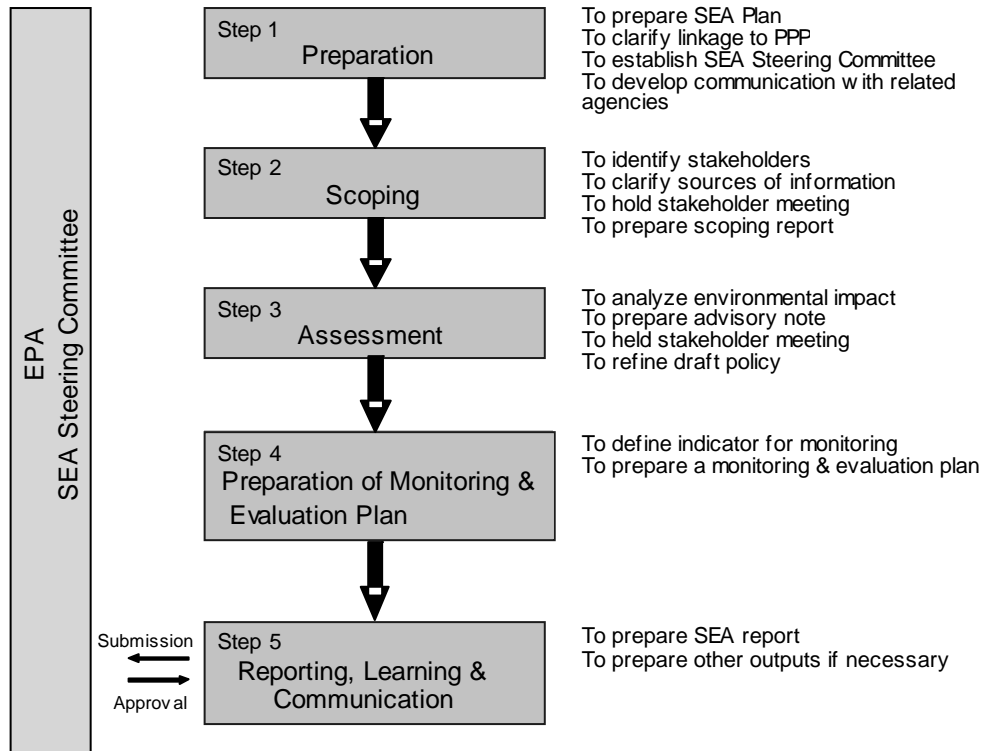 EPA
SEA Steering Committee
Step 1
Preparation
To prepare SEA Plan
To clarify linkage to PPP
To establish SEA Steering Committee
To develop communication with related
agencies
Step 2
Scoping
To identify stakeholders
To clarify sources of information
To hold stakeholder meeting
To prepare scoping report
Step 3
Assessment
To analyze environmental impact
To prepare advisory note
To held stakeholder meeting
To refine draft policy
Step 4
Preparation of Monitoring &
Evaluation Plan
To define indicator for monitoring
To prepare a monitoring & evaluation plan
Submission
Approval
Step 5
Reporting, Learning &
Communication
To prepare SEA report
To prepare other outputs if necessary